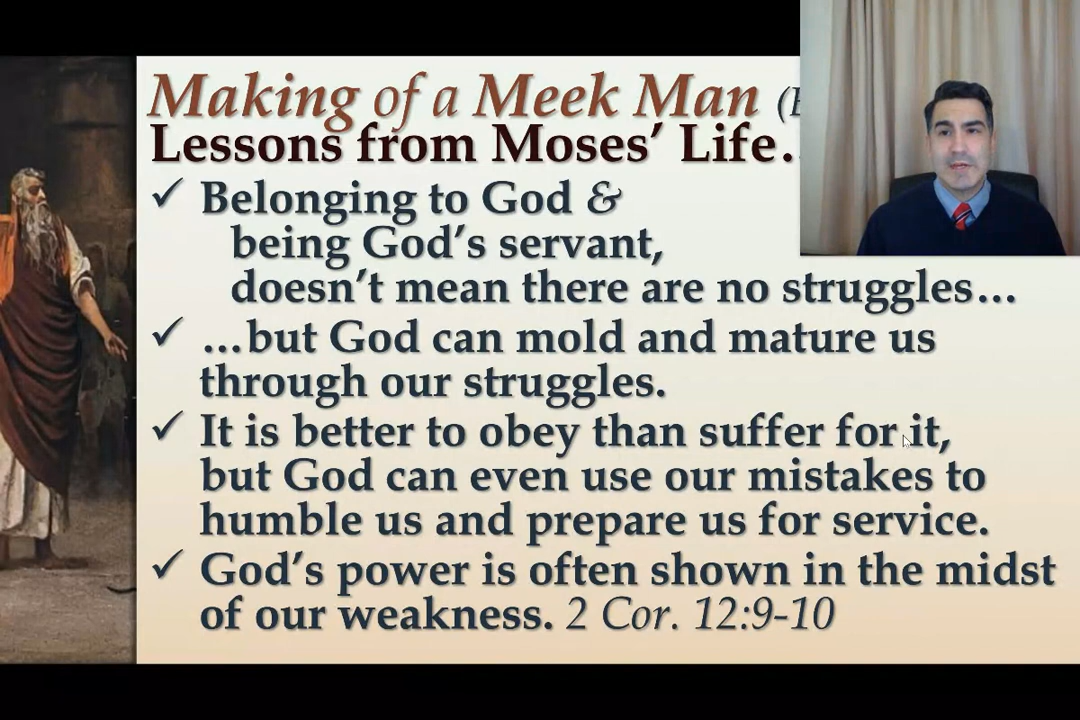 Making of a Meek Man (
Lessons from Moses’ Life..
✓ Belonging to God &
being God’s servant,
doesn’t mean there are no struggles…
✓ …but God can mold and mature us
through our struggles.
✓ It is better to obey than suffer for it,
but God can even use our mistakes to
humble us and prepare us for service.
✓ God’s power is often shown in the midst
of our weakness. 2 Cor. 12:9-10